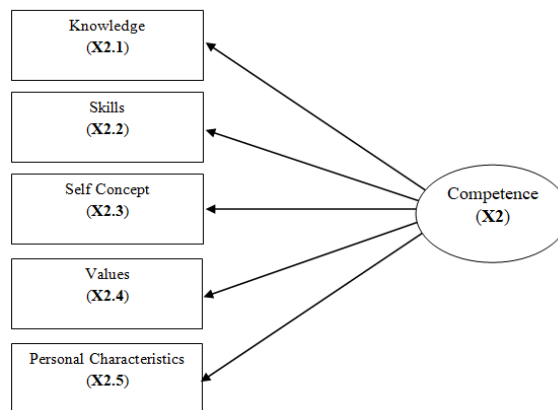 Knowledge
(X2.1)
Skills
(X2.2)
Self Concept
(X2.3)
Values
(X2.4)
Personal Characteristics
(X2.5)
Competence
(X2)